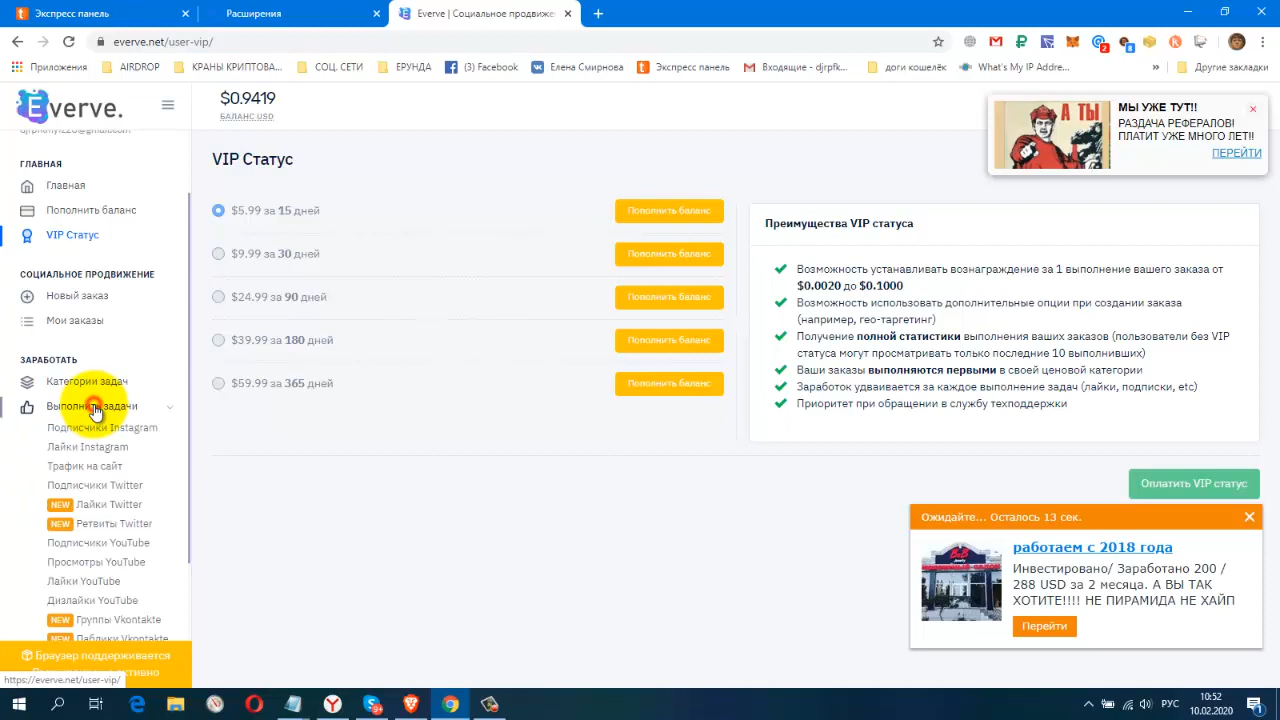 Экспресс панель
Расширения
Everve | Социальное продвиже
everve.net/user-vip/
Приложения
AIRDROP
КРАНЫ КРИПТОВА...
СОЦ. СЕТИ
ЕРУНДА
(3) Facebook
Елена Смирнова
Экспресс панель
Входящие - djrpfk...
доги кошелёк
What's My IP Addre...
»
Другие закладки
Everve.
$0.9419
БАЛАНС USD
ГЛАВНАЯ
Главная
Пополнить баланс
VIP Статус
СОЦИАЛЬНОЕ ПРОДВИЖЕНИЕ
Новый заказ
Мои заказы
ЗАРАБОТАТЬ
Категории задач
Выполнить задачи
Подписчики Instagram
Лайки Instagram
Трафик на сайт
Подписчики Twitter
NEW Лайки Twitter
NEW Ретвиты Twitter
Подписчики YouTube
Просмотры YouTube
Лайки YouTube
Дизлайки YouTube
NEW Группы Vkontakte
NEW Паблики Vkontakte
Браузер поддерживается
активно
https://everve.net/user-vip/
VIP Статус
$5.99 за 15 дней
Пополнить баланс
$9.99 за 30 дней
Пополнить баланс
$24.99 за 90 дней
Пополнить баланс
$39.99 за 180 дней
Пополнить баланс
$59.99 за 365 дней
Пополнить баланс
Преимущества VIP статуса
Возможность устанавливать вознаграждение за 1 выполнение вашего заказа от
$0.0020 до $0.1000
Возможность использовать дополнительные опции при создании заказа
(например, гео-таргетинг)
Получение полной статистики выполнения ваших заказов (пользователи без VIP
статуса могут просматривать только последние 10 выполнивших)
Ваши заказы выполняются первыми в своей ценовой категории
Заработок удваивается за каждое выполнение задач (лайки, подписки, etc)
Приоритет при обращении в службу техподдержки
Оплатить VIP статус
А ТЫ
МЫ УЖЕ ТУТ!!
РАЗДАЧА РЕФЕРАЛОВ!
ПЛАТИТ УЖЕ МНОГО ЛЕТ!!
ПЕРЕЙТИ
Ожидайте... Осталось 13 сек.
работаем с 2018 года
Инвестировано/ Заработано 200 /
288 USD за 2 месяца. А ВЫ ТАК
ХОТИТЕ!!!! НЕ ПИРАМИДА НЕ ХАЙП
Перейти
РУС
10:52
10.02.2020